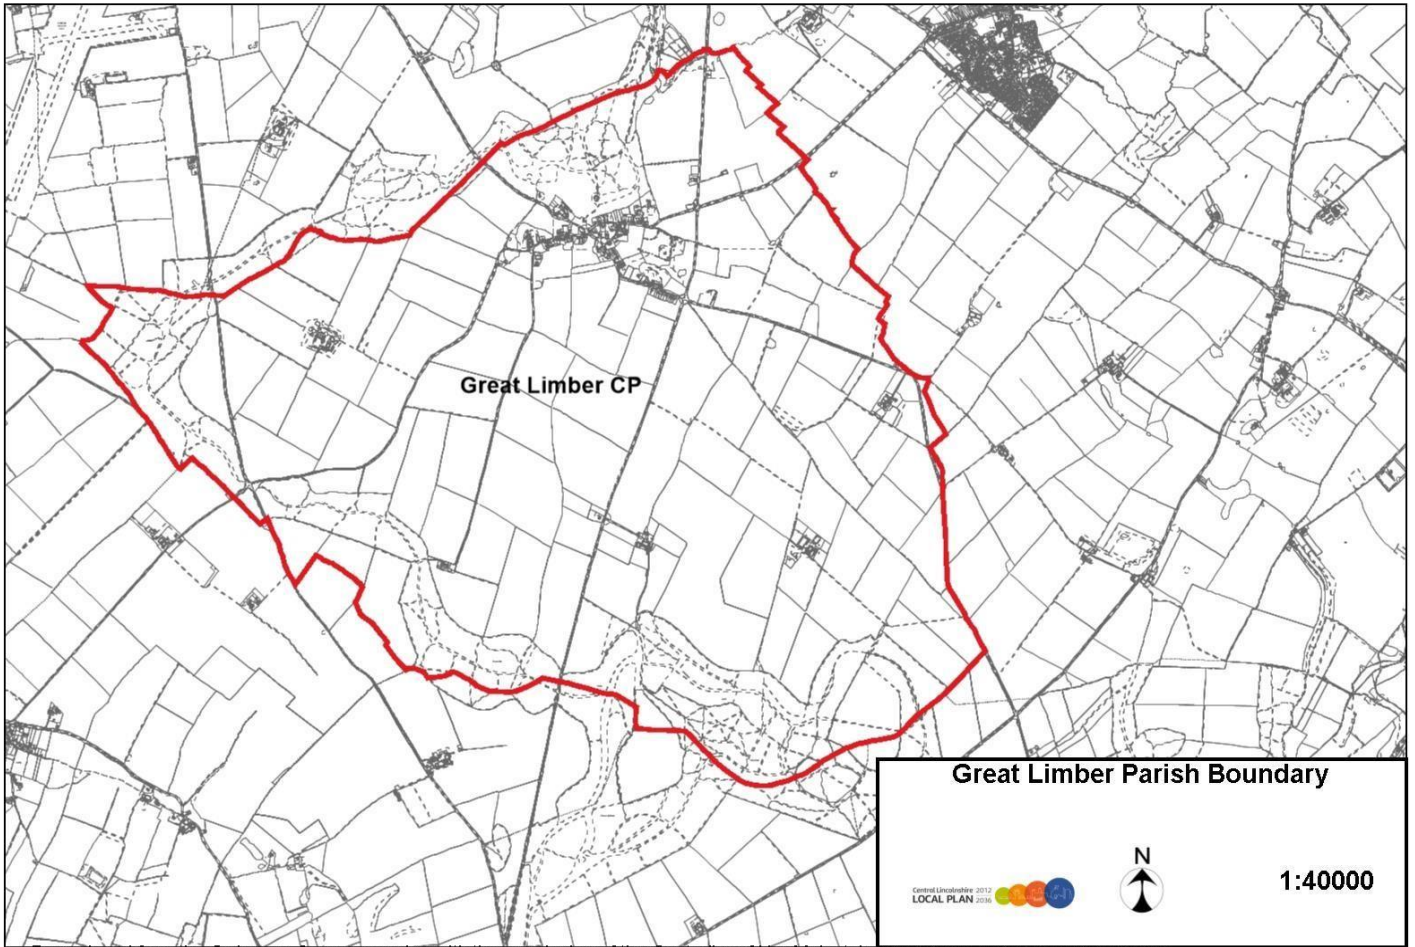 Great Limber CP
Great Limber Parish Boundary
N
1:40000
Central Lincolnshire 2012
LOCAL PLAN 2036